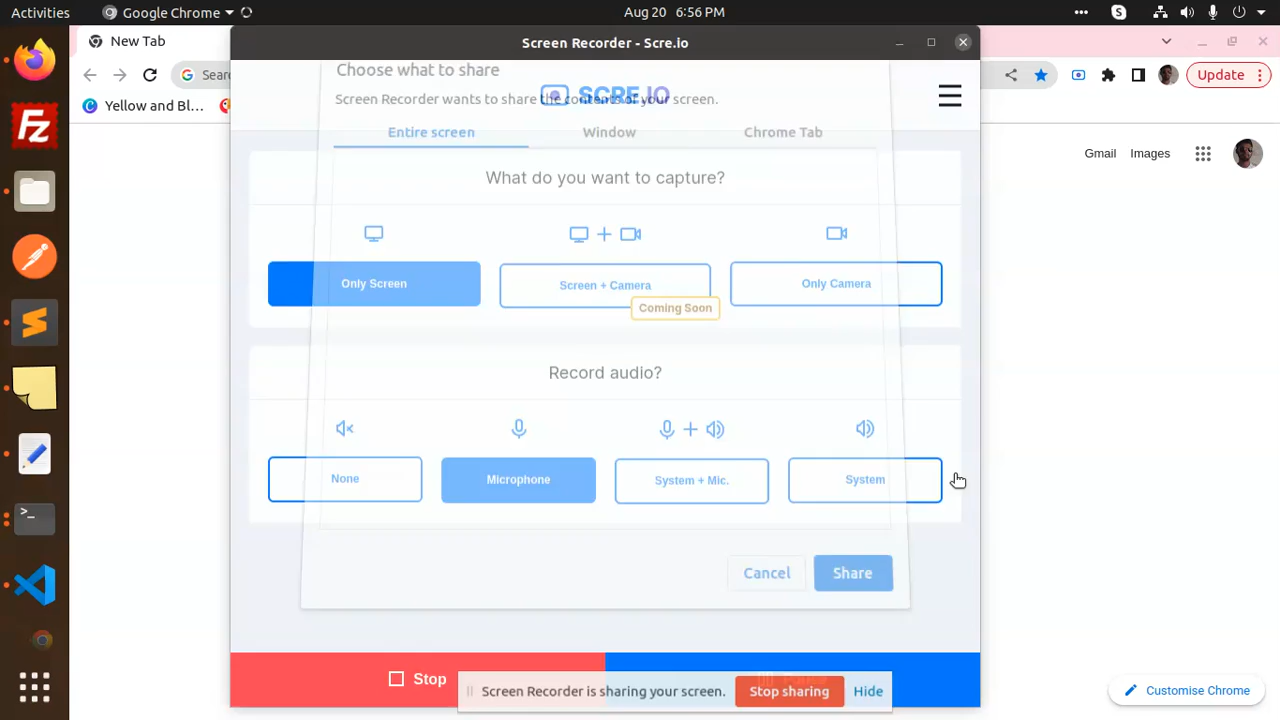 Activities
Google Chrome
Aug 20 6:56 PM
New Tab
Screen Recorder - Scre.io
Sear
Update
Yellow and Bl...
Choose what to share
SCRE.IO
Screen Recorder wants to share the contents of your screen.
Entire screen
Window
Chrome Tab
Gmail
Images
What do you want to capture?
Only Screen
Screen + Camera
Only Camera
Coming Soon
Record audio?
None
Microphone
System + Mic.
System
Cancel
Share
Stop
Screen Recorder is sharing your screen.
Stop sharing
Hide
Customise Chrome